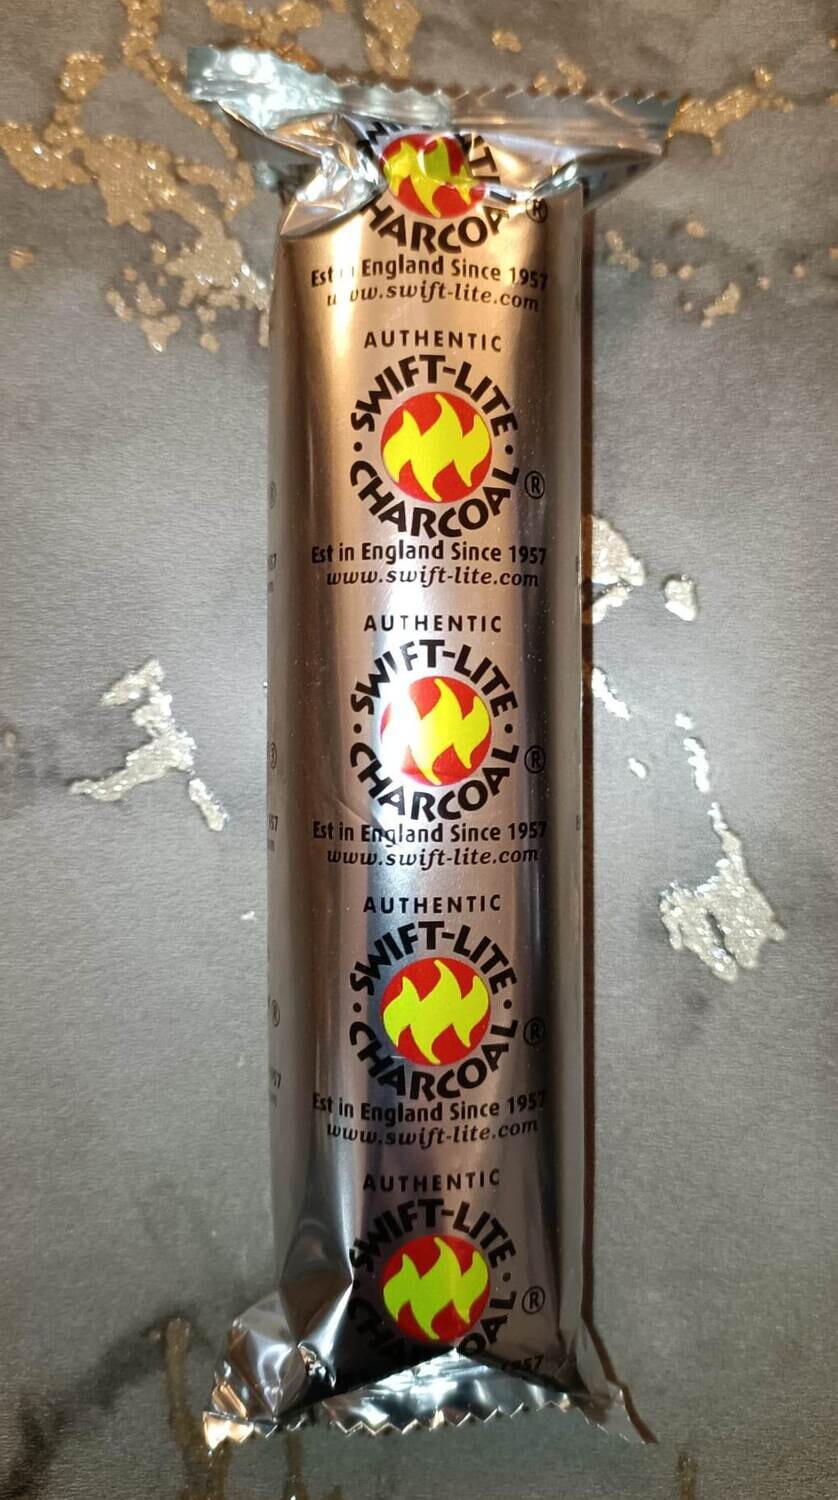 CHARCOAL
®
Est England Since 1957
www.swift-lite.com
AUTHENTIC
· SWIFT-LITE ·
CHARCOAL
®
Est in England Since 1957
www.swift-lite.com
AUTHENTIC
· SWIFT-LITE ·
CHARCOAL
®
Est in England Since 1957
www.swift-lite.com
AUTHENTIC
· SWIFT-LITE ·
CHARCOAL
®
Est in England Since 1957
www.swift-lite.com
AUTHENTIC
SWIFT-LITE ·
®
1957